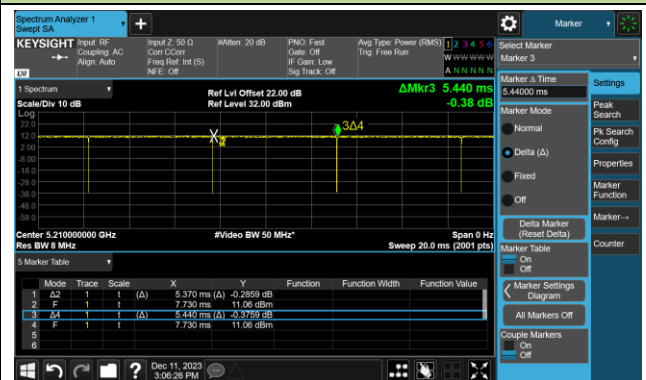 Spectrum Analyzer 1
Swept SA
Marker
KEYSIGHT
Input: RF
Coupling: AC
Align: Auto
Input Z: 50 Ω
Corr CCorr
Freq Ref: Int (S)
NFE: Off
#Atten: 20 dB
PNO: Fast
Gate: Off
IF Gain: Low
Sig Track: Off
Avg Type: Power (RMS)
Trig: Free Run
1 2 3 4 5 6
W W W W W W
A N N N N N
LXI
Select Marker
Marker 3
1 Spectrum
Scale/Div 10 dB
Log
Ref Lvl Offset 22.00 dB
Ref Level 32.00 dBm
ΔMkr3 5.440 ms
-0.38 dB
22.0
12.0
2.00
-8.00
-18.0
-28.0
-38.0
-48.0
-58.0
3Δ4
Center 5.210000000 GHz
Res BW 8 MHz
#Video BW 50 MHz*
Span 0 Hz
Sweep 20.0 ms (2001 pts)
5 Marker Table
Mode Trace Scale X Y Function Function Width Function Value
1 Δ2 1 t (Δ) 5.370 ms (Δ) -0.2859 dB
2 F 1 t 7.730 ms 11.06 dBm
3 Δ4 1 t (Δ) 5.440 ms (Δ) -0.3759 dB
4 F 1 t 7.730 ms 11.06 dBm
5
6
Marker Δ Time
5.44000 ms
Marker Mode
Normal
Delta (Δ)
Fixed
Off
Delta Marker
(Reset Delta)
Marker Table
On
Off
Marker Settings
Diagram
All Markers Off
Couple Markers
On
Off
Settings
Peak
Search
Pk Search
Config
Properties
Marker
Function
Marker→
Counter
?
Dec 11, 2023
3:06:26 PM